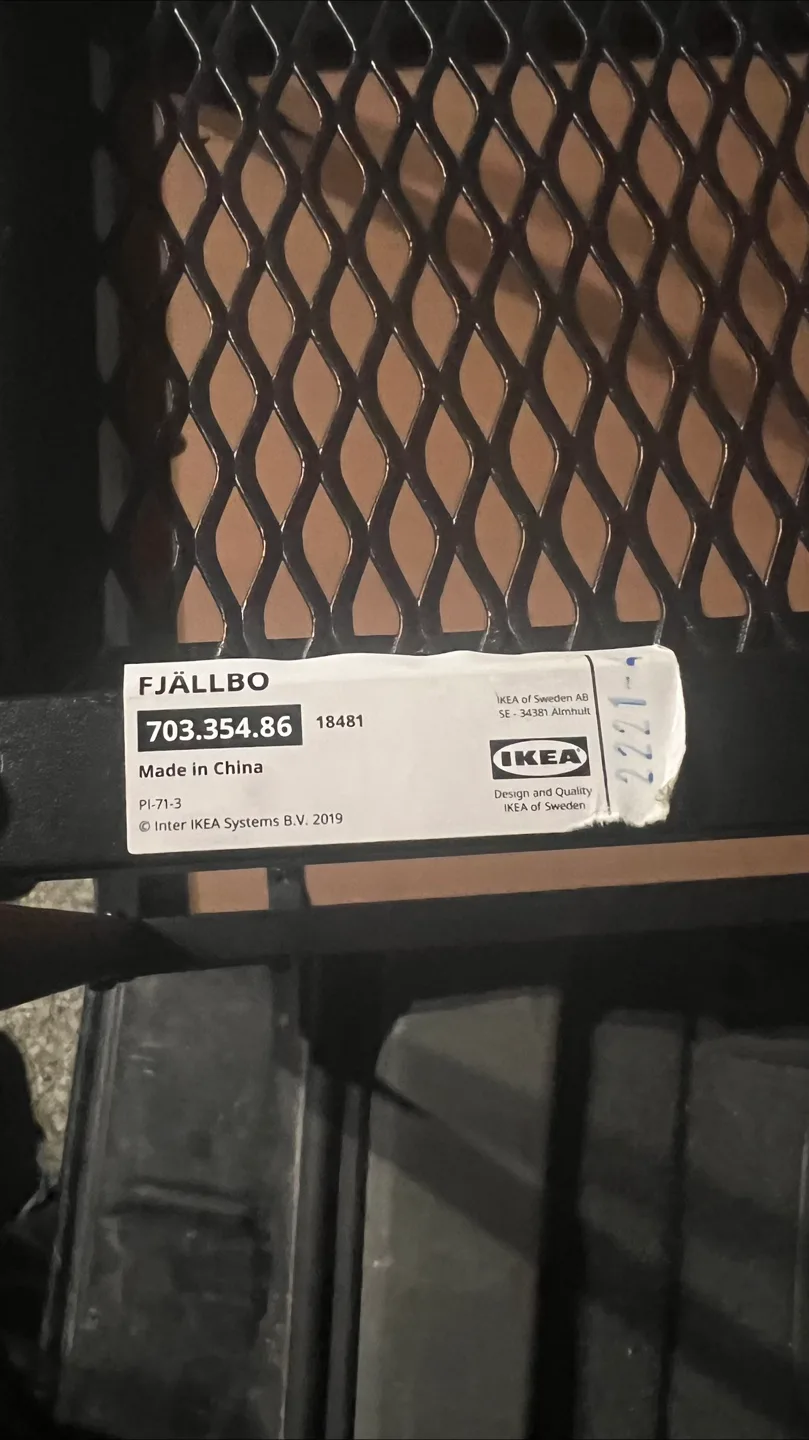 FJÄLLBO
703.354.86 18481
Made in China
PI-71-3
© Inter IKEA Systems B.V. 2019
IKEA of Sweden AB
SE - 34381 Älmhult
IKEA
Design and Quality
IKEA of Sweden
2221-